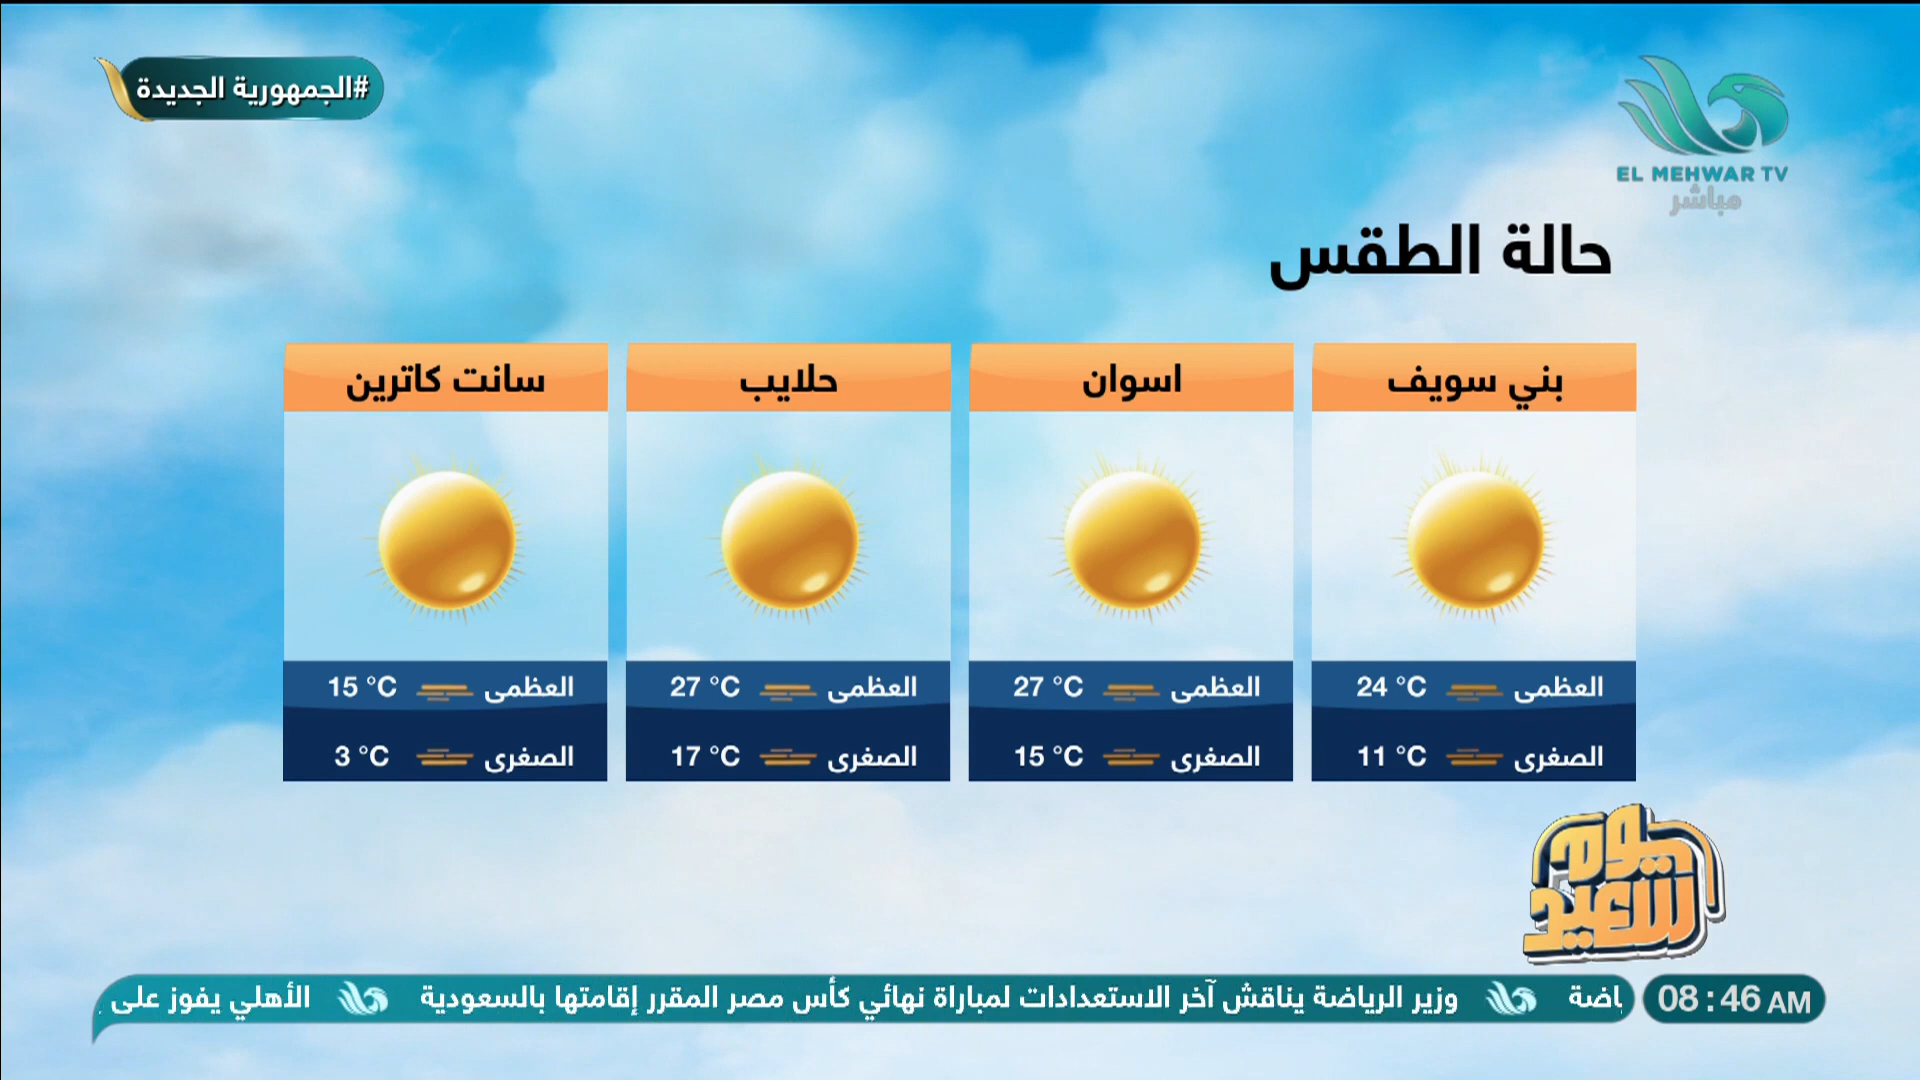 #الجمهورية الجديدة
EL MEHWAR TV
مباشر
حالة الطقس
بني سويف
العظمى 24 °C
الصغرى 11 °C
اسوان
العظمى 27 °C
الصغرى 15 °C
حلايب
العظمى 27 °C
الصغرى 17 °C
سانت كاترين
العظمى 15 °C
الصغرى 3 °C
يوم
سعيد
وزير الرياضة يناقش آخر الاستعدادات لمباراة نهائي كأس مصر المقرر إقامتها بالسعودية الأهلي يفوز على
08:46 AM